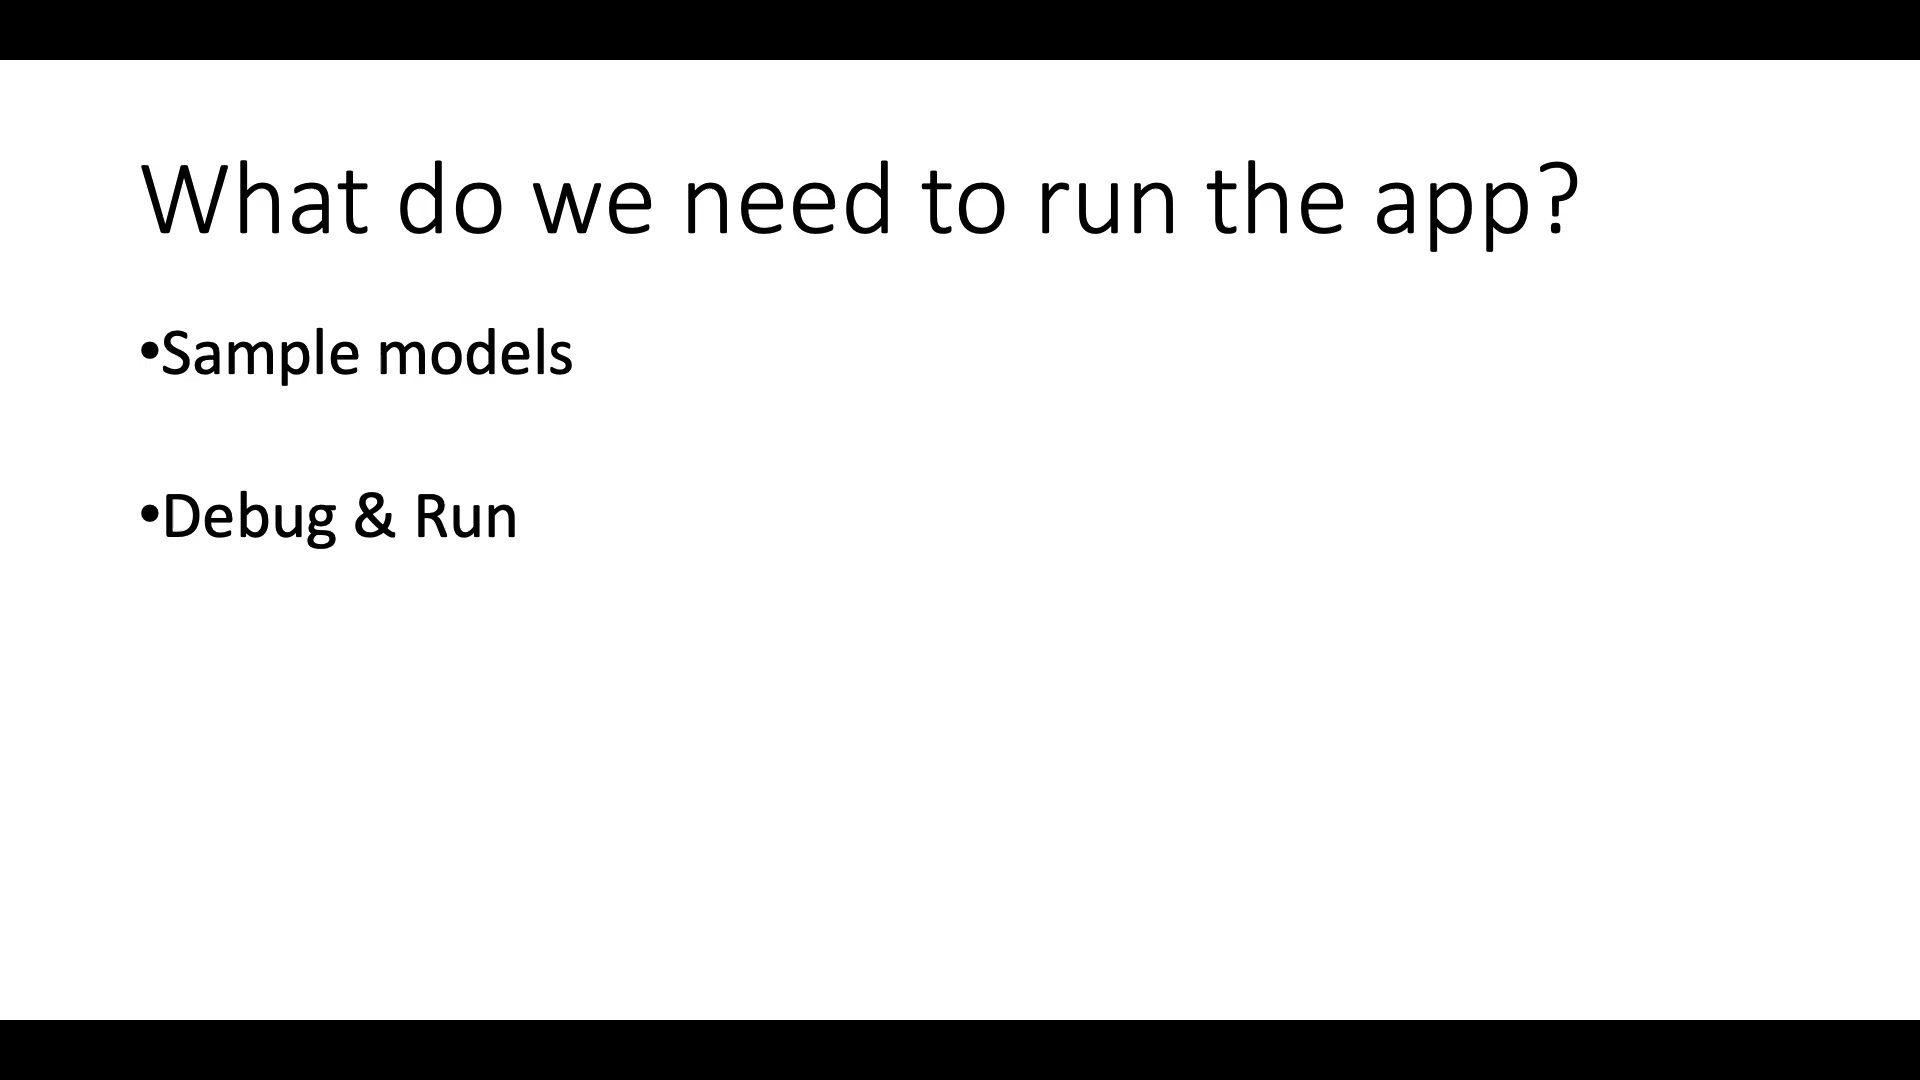 What do we need to run the app?
•Sample models
•Debug & Run